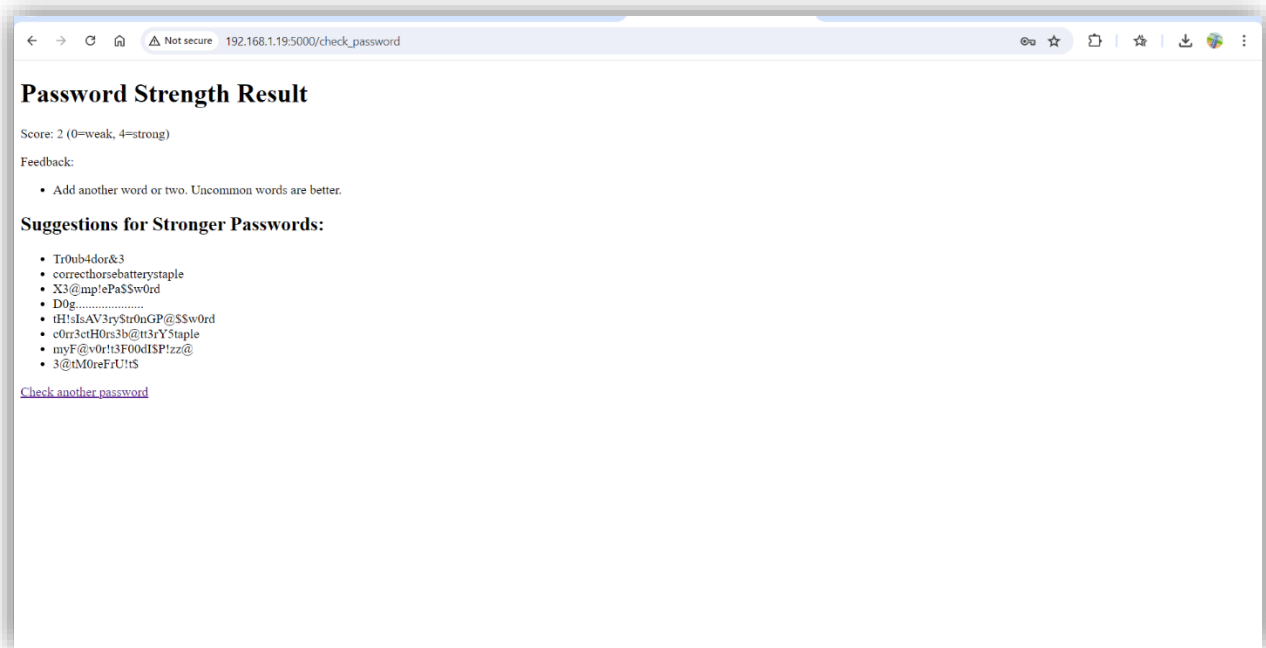 Not secure 192.168.1.19:5000/check_password
Password Strength Result
Score: 2 (0=weak, 4=strong)
Feedback:
• Add another word or two. Uncommon words are better.
Suggestions for Stronger Passwords:
• Tr0ub4dor&3
• correcthorsebatterystaple
• X3@mp!ePa$$w0rd
• D0g.....................
• tH!sIsAV3ry$tr0nGP@$$w0rd
• c0rr3ctH0rs3b@tt3rY5taple
• myF@v0r!t3F00dI$P!zz@
• 3@tM0reFrU!t$
Check another password